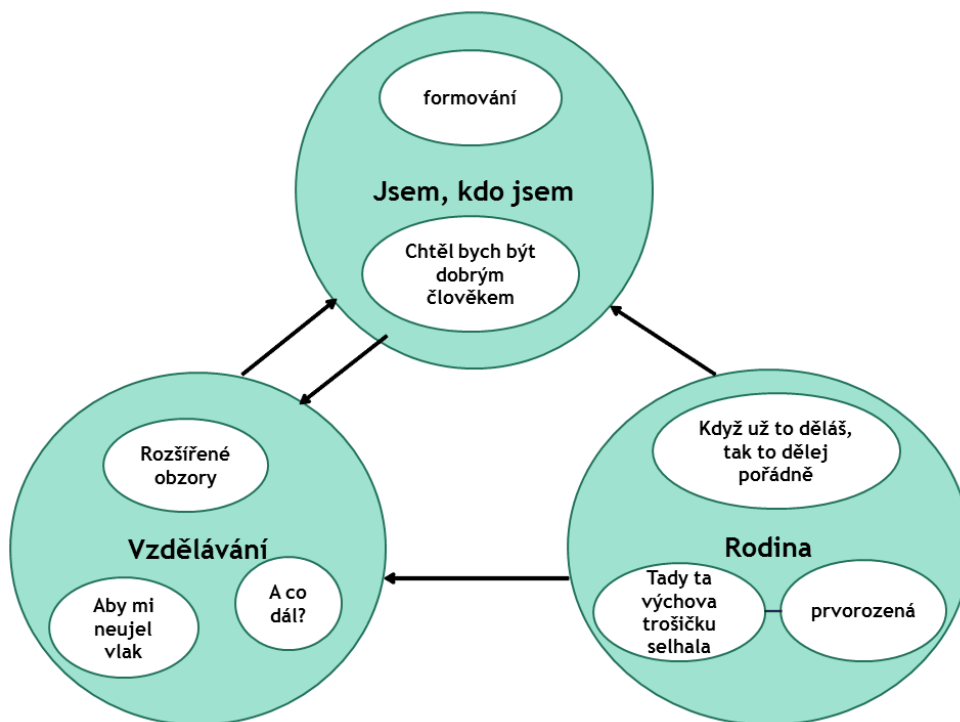 formování
Jsem, kdo jsem
Chtěl bych být
dobrým
člověkem
Rozšířené
obzory
Vzdělávání
Aby mi
neujel
vlak
A co
dál?
Když už to děláš,
tak to dělej
pořádně
Rodina
Tady ta
výchova
trošičku
selhala
prvorozená